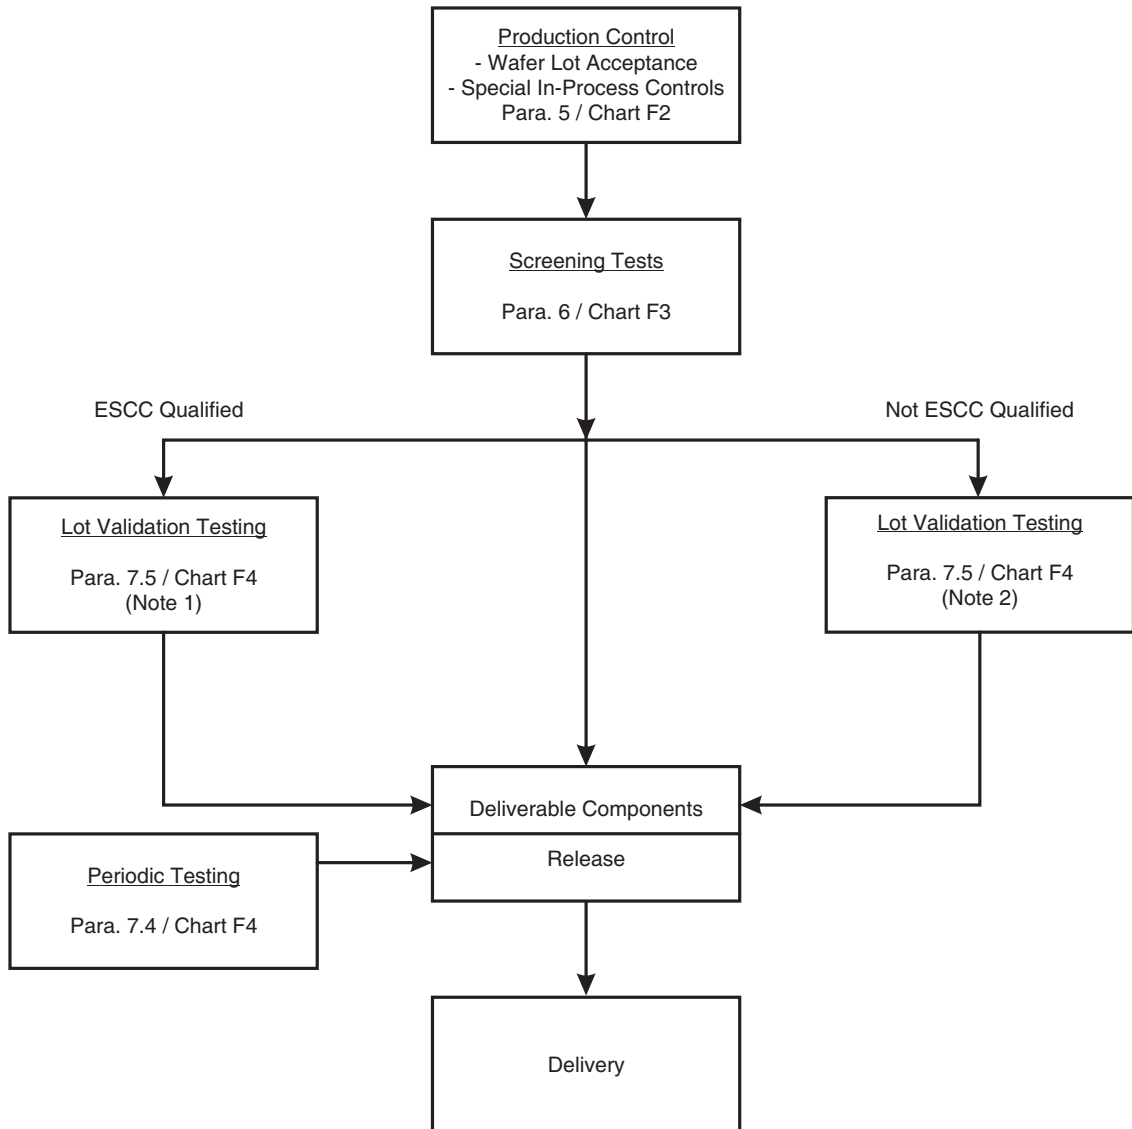 Production Control
- Wafer Lot Acceptance
- Special In-Process Controls
Para. 5 / Chart F2
Screening Tests
Para. 6 / Chart F3
ESCC Qualified
Not ESCC Qualified
Lot Validation Testing
Para. 7.5 / Chart F4
(Note 1)
Lot Validation Testing
Para. 7.5 / Chart F4
(Note 2)
Deliverable Components
Release
Periodic Testing
Para. 7.4 / Chart F4
Delivery